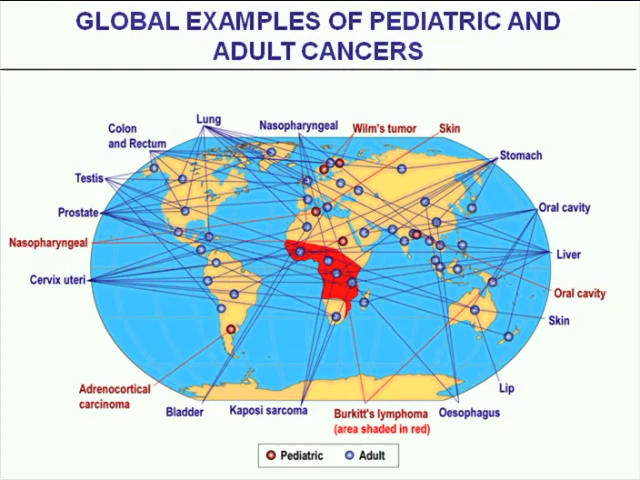 GLOBAL EXAMPLES OF PEDIATRIC AND
ADULT CANCERS
Lung
Colon
and Rectum
Nasopharyngeal
Wilm's tumor
Skin
Stomach
Testis
Prostate
Oral cavity
Nasopharyngeal
Liver
Cervix uteri
Oral cavity
Skin
Adrenocortical
carcinoma
Lip
Bladder
Kaposi sarcoma
Burkitt's lymphoma
(area shaded in red)
Oesophagus
Pediatric
Adult